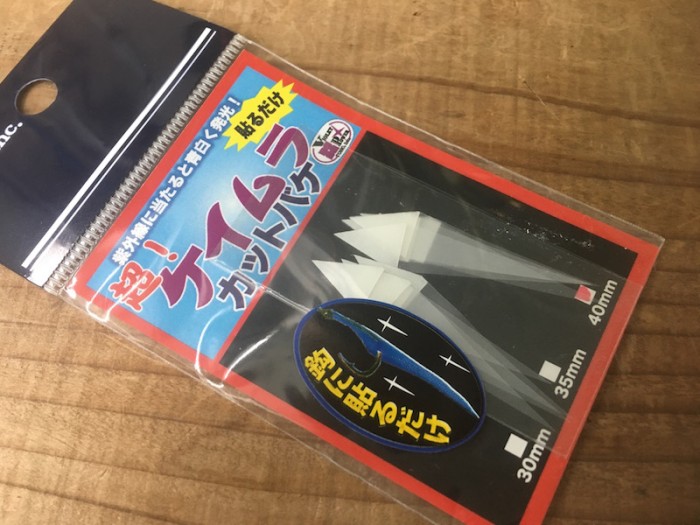 nc.
紫外線に当たると青白く発光!
貼るだけ
超!
ケイムラ
カットバケ
40mm
35mm
30mm
鈎に貼るだけ